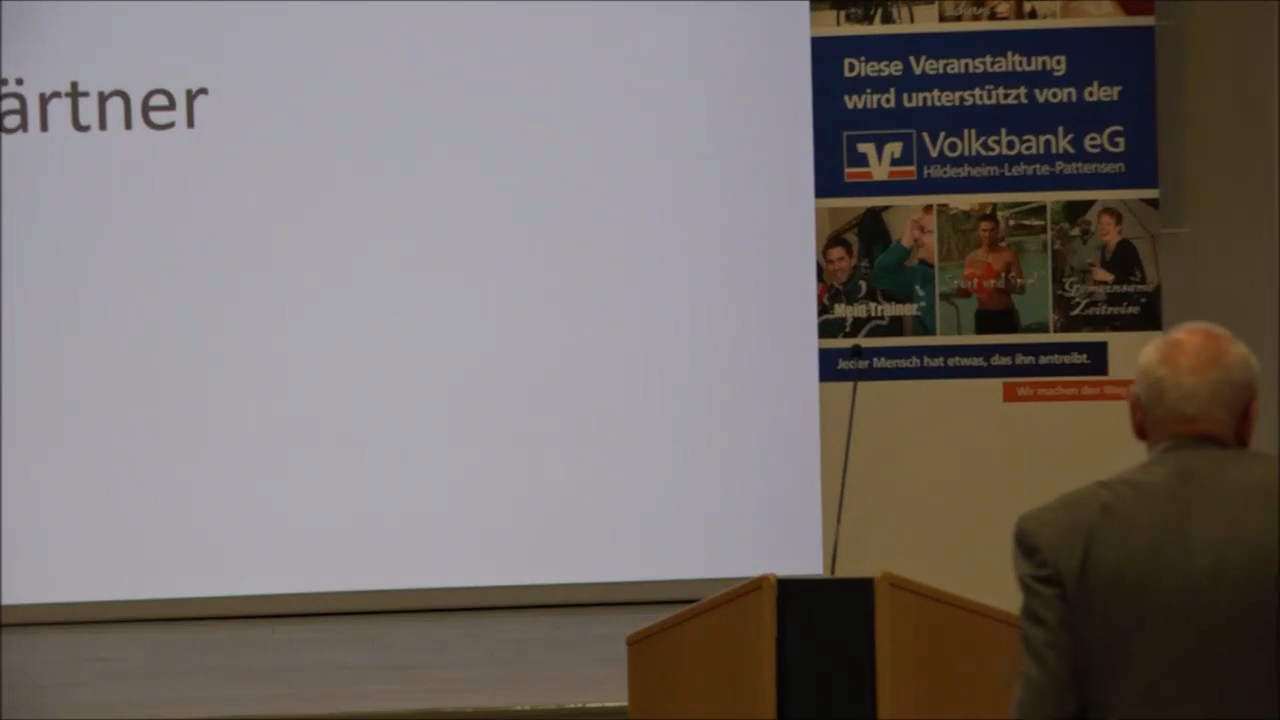 ärtner
Diese Veranstaltung
wird unterstützt von der
Volksbank eG
Hildesheim-Lehrte-Pattensen
"Mein Trainer."
"Gemeinsame
Zeitreise"
Jeder Mensch hat etwas, das ihn antreibt.
Wir machen den Weg